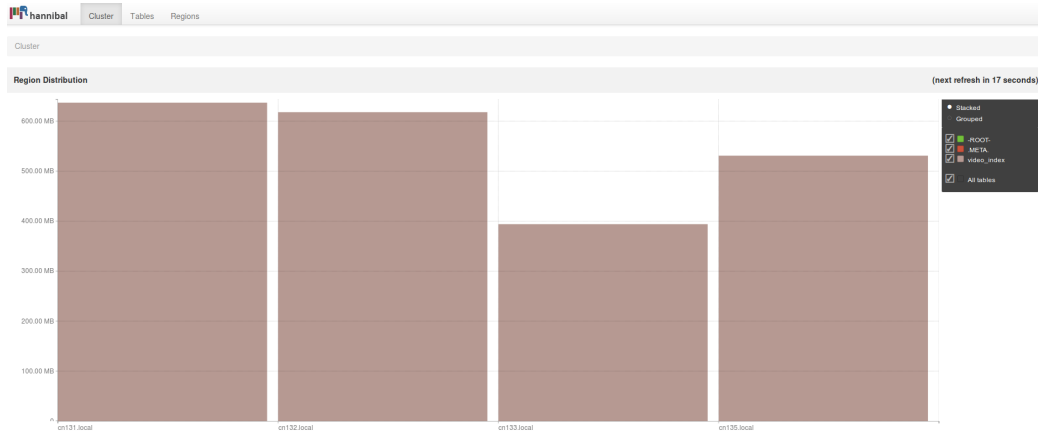 hannibal Cluster Tables Regions
Cluster
Region Distribution (next refresh in 17 seconds)
600.00 MB
500.00 MB
400.00 MB
300.00 MB
200.00 MB
100.00 MB
0
cn131.local cn132.local cn133.local cn135.local
Stacked
Grouped
-ROOT-
.META.
video_index
All tables